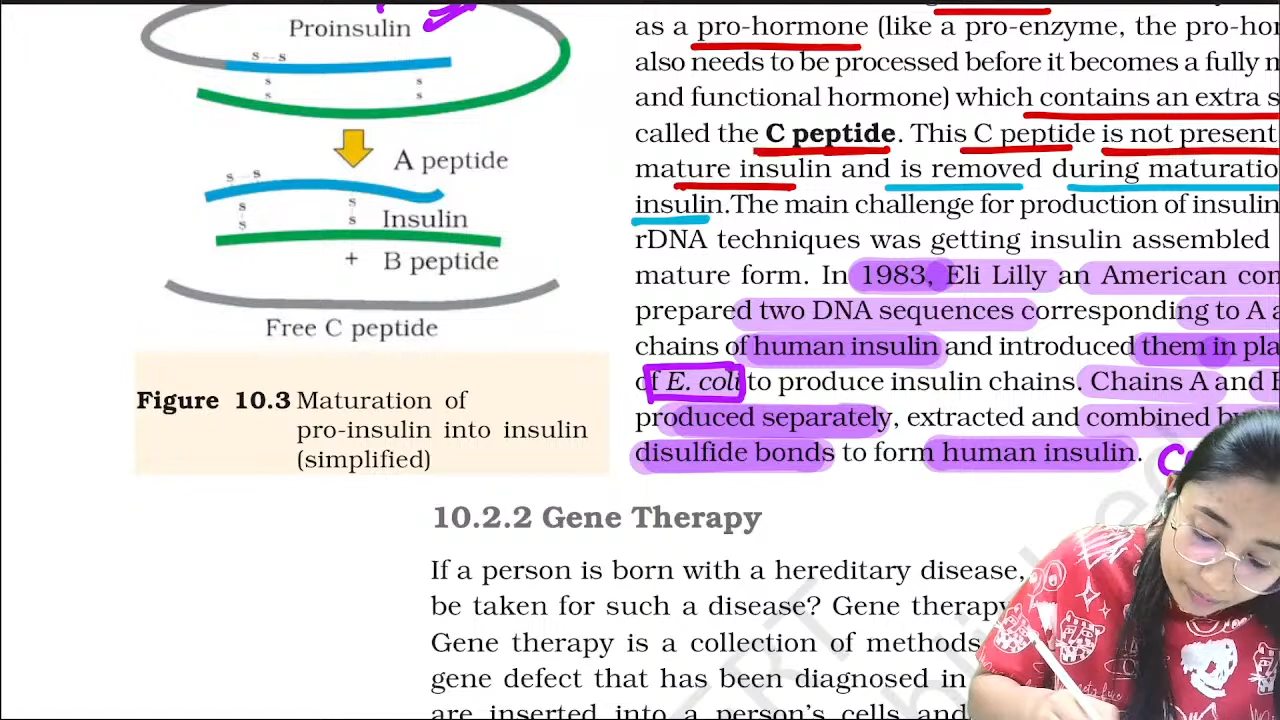 Proinsulin
s s
s s
s s
A peptide
s s
s s
s s
Insulin
+ B peptide
Free C peptide
Figure 10.3 Maturation of
pro-insulin into insulin
(simplified)
as a pro-hormone (like a pro-enzyme, the
also needs to be processed before it becomes a fully
and functional hormone) which contains an extra
called the C peptide. This C peptide is not present
mature insulin and is removed during
insulin.The main challenge for production of insulin
rDNA techniques was getting insulin assembled
mature form. In 1983, Eli Lilly an American
prepared two DNA sequences corresponding to A
chains of human insulin and introduced them in
of E. coli to produce insulin chains. Chains A and
produced separately, extracted and combined
disulfide bonds to form human insulin.
10.2.2 Gene Therapy
If a person is born with a hereditary disease,
be taken for such a disease? Gene therapy
Gene therapy is a collection of methods
gene defect that has been diagnosed in
are inserted into a person's cells and